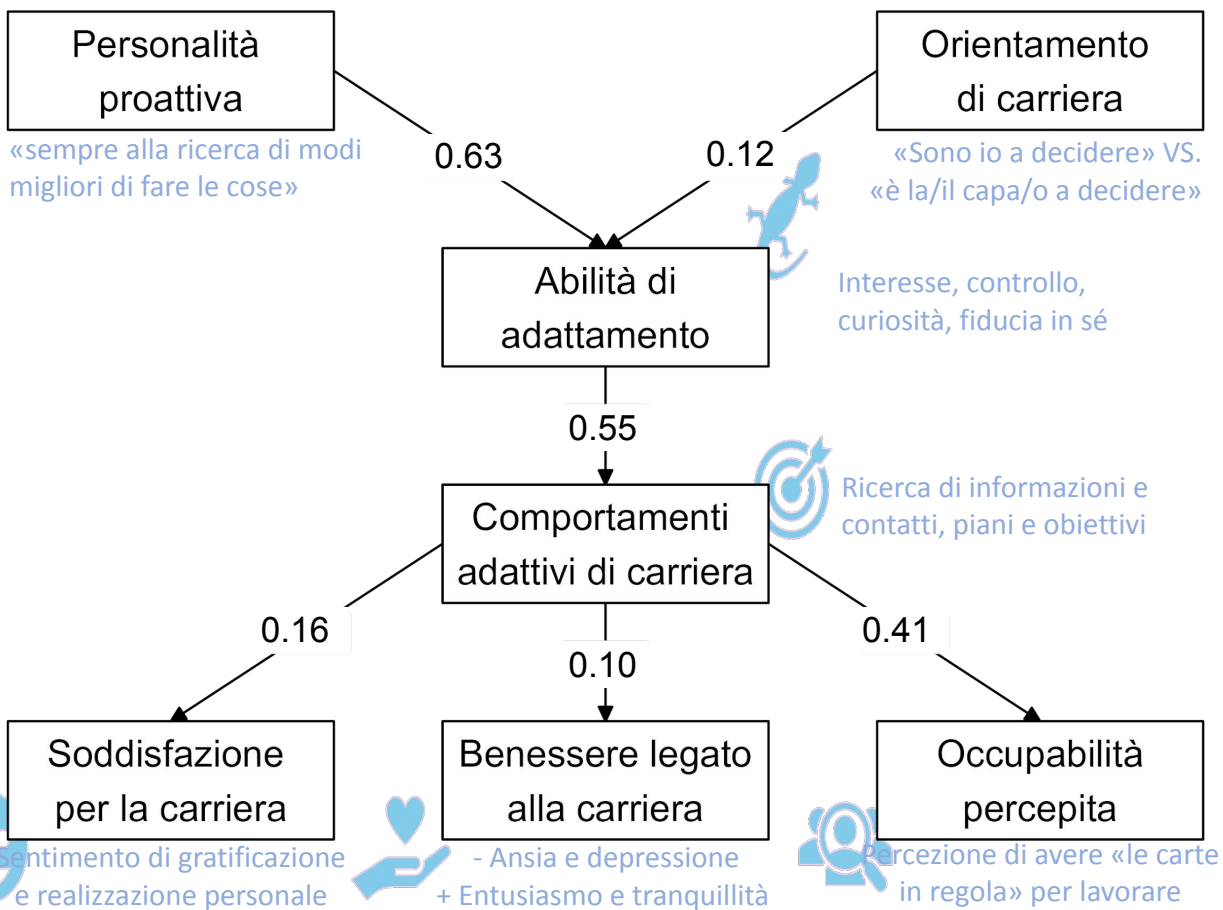 Personalità
proattiva
Orientamento
di carriera
«sempre alla ricerca di modi
migliori di fare le cose»
0.63
0.12
«Sono io a decidere» VS.
«è la/il capa/o a decidere»
Abilità di
adattamento
Interesse, controllo,
curiosità, fiducia in sé
0.55
Comportamenti
adattivi di carriera
Ricerca di informazioni e
contatti, piani e obiettivi
0.16
0.10
0.41
Soddisfazione
per la carriera
Benessere legato
alla carriera
Occupabilità
percepita
Sentimento di gratificazione
e realizzazione personale
- Ansia e depressione
+ Entusiasmo e tranquillità
Percezione di avere «le carte
in regola» per lavorare